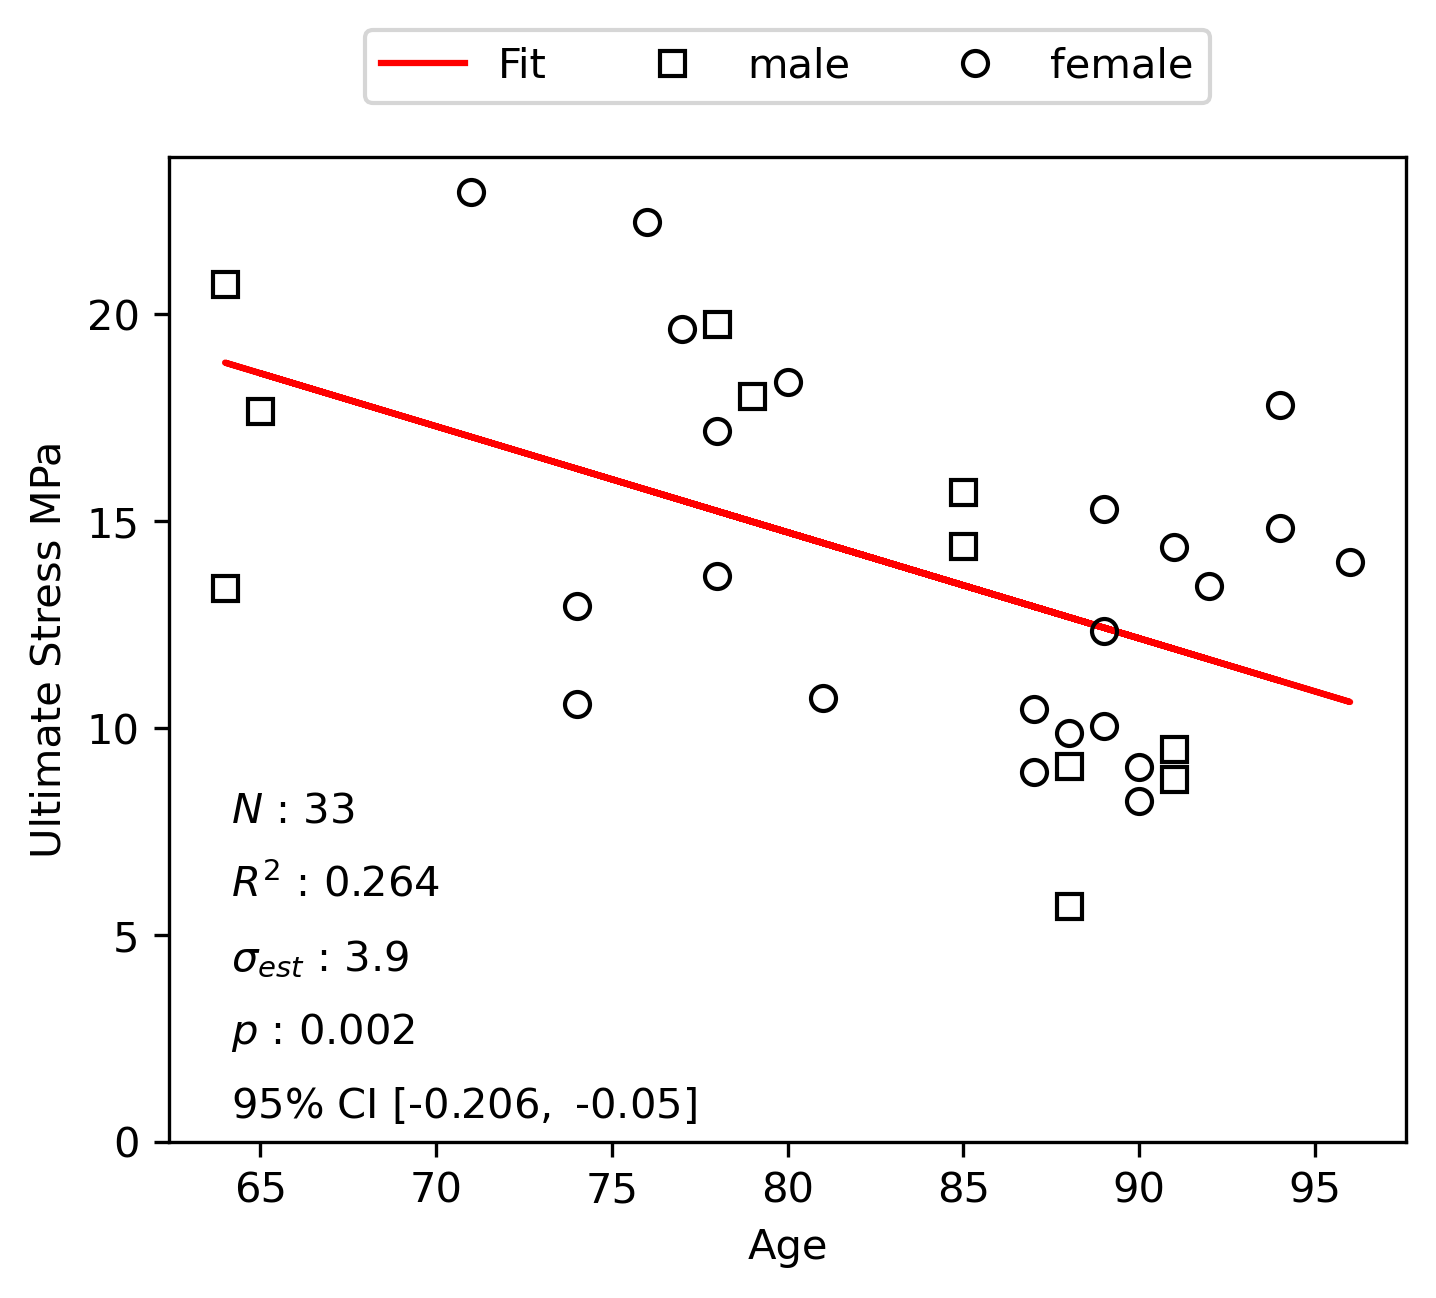 Fit male female
Ultimate Stress MPa
20
15
10
5
0
N : 33
R² : 0.264
σest : 3.9
p : 0.002
95% CI [-0.206, -0.05]
65 70 75 80 85 90 95
Age